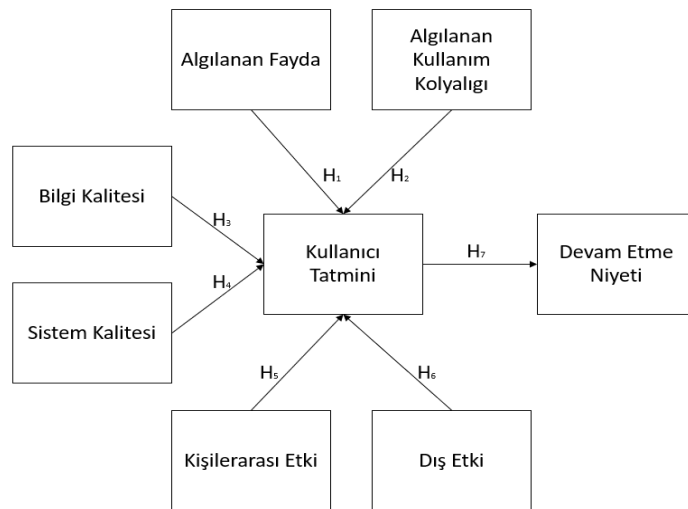 Algılanan Fayda
Algılanan
Kullanım
Kolyalıgı
H₁
H₂
Bilgi Kalitesi
H₃
Kullanıcı
Tatmini
H₇
Devam Etme
Niyeti
H₄
Sistem Kalitesi
H₅
H₆
Kişilerarası Etki
Dış Etki